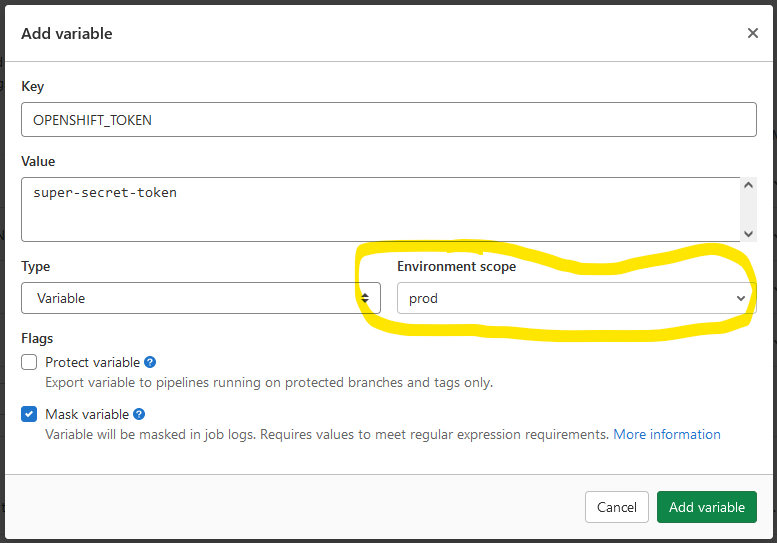 Add variable
Key
OPENSHIFT_TOKEN
Value
super-secret-token
Type
Environment scope
Variable
prod
Flags
Protect variable
Export variable to pipelines running on protected branches and tags only.
Mask variable
Variable will be masked in job logs. Requires values to meet regular expression requirements. More information
Cancel
Add variable